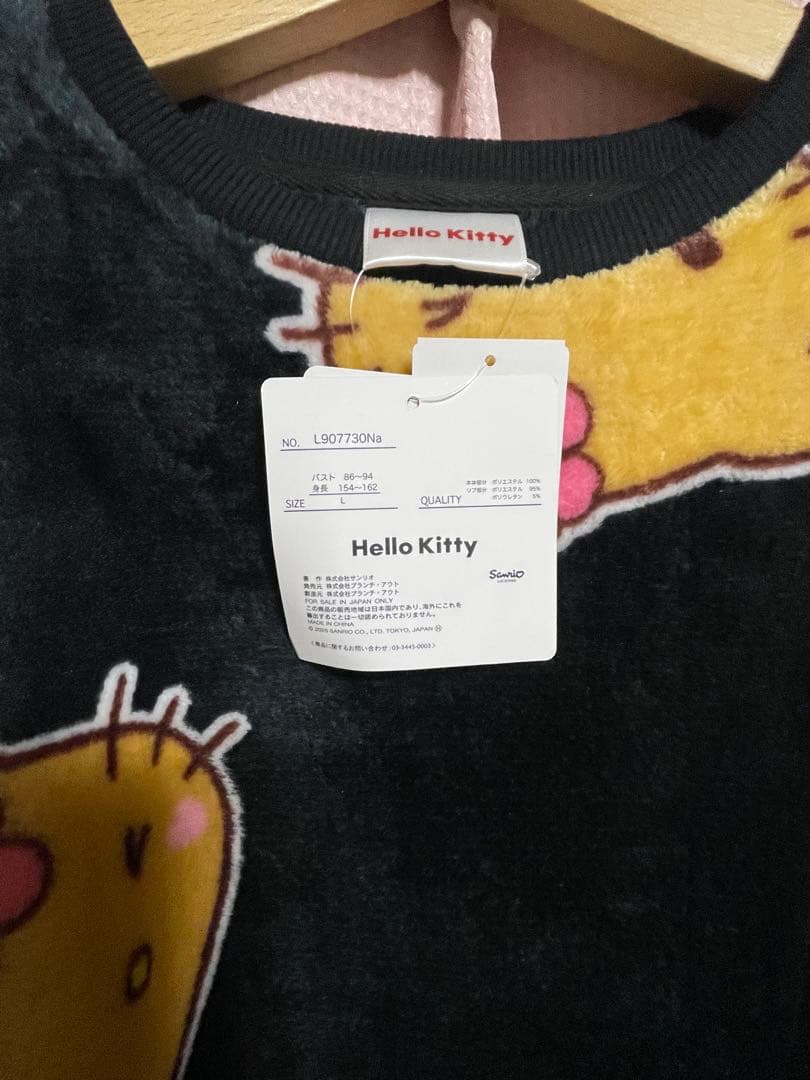 Hello Kitty
NO. L907730Na
バスト 86〜94
身長 154〜162
SIZE L
本体部分 ポリエステル 100%
リブ部分 ポリエステル 95%
ポリウレタン 5%
QUALITY
Hello Kitty
著 作 株式会社サンリオ
発売元 株式会社ブランチ・アウト
製造元 株式会社ブランチ・アウト
FOR SALE IN JAPAN ONLY
この商品の販売地域は日本国内であり、海外にこれを
輸出することは一切認められておりません。
MADE IN CHINA
© 2025 SANRIO CO., LTD. TOKYO, JAPAN Ⓗ
〈商品に関するお問い合わせ：03-3445-0003〉
Sanrio
LICENSE